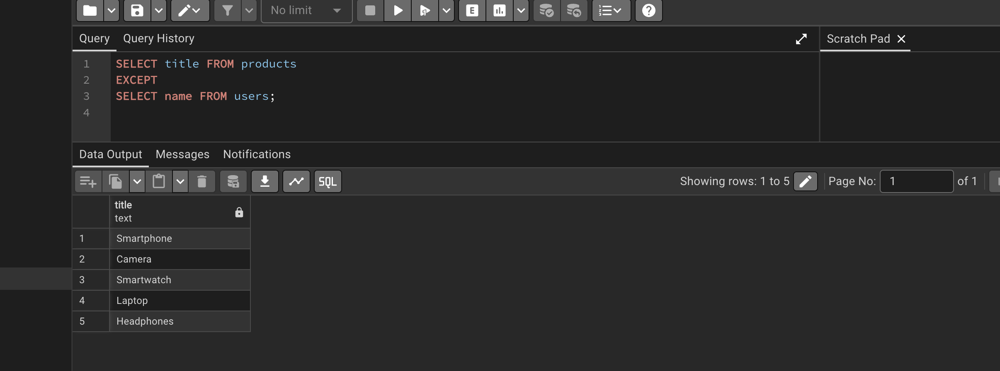 No limit
E
1
Query Query History Scratch Pad
1 SELECT title FROM products
2 EXCEPT
3 SELECT name FROM users;
4
Data Output Messages Notifications
SQL Showing rows: 1 to 5 Page No: 1 of 1
title
text
1 Smartphone
2 Camera
3 Smartwatch
4 Laptop
5 Headphones